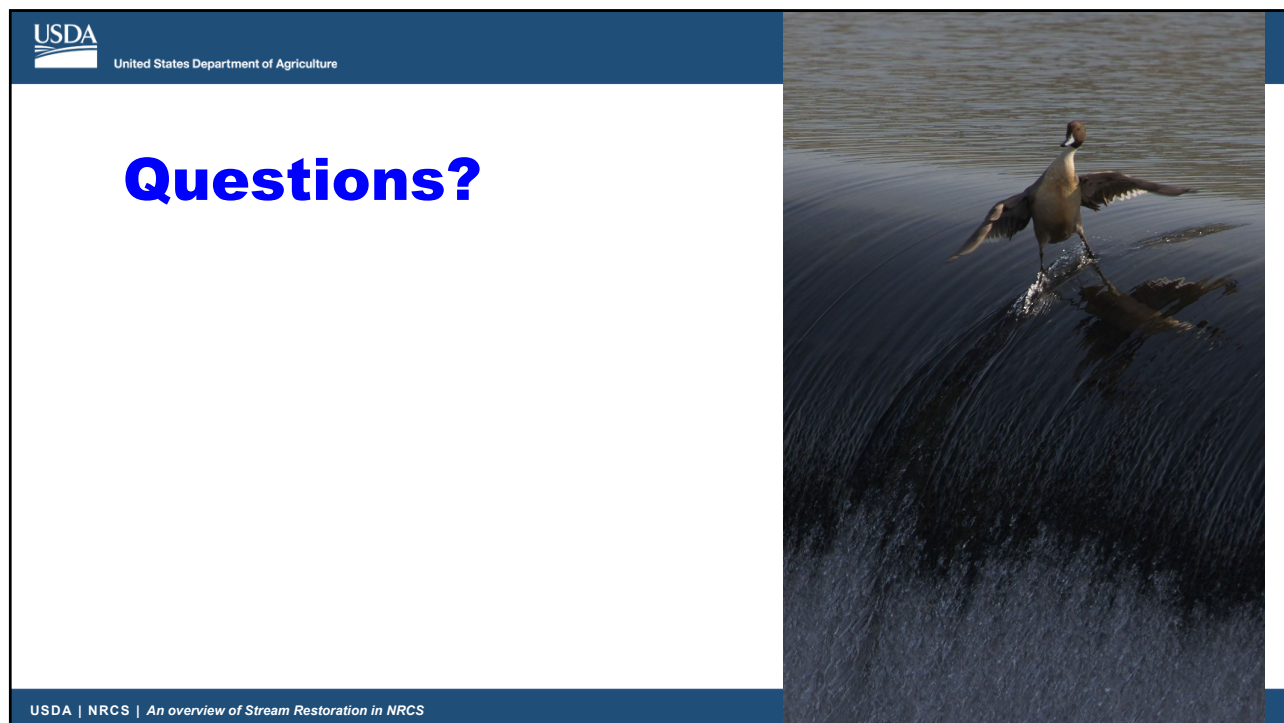 USDA
United States Department of Agriculture
Questions?
USDA | NRCS | An overview of Stream Restoration in NRCS